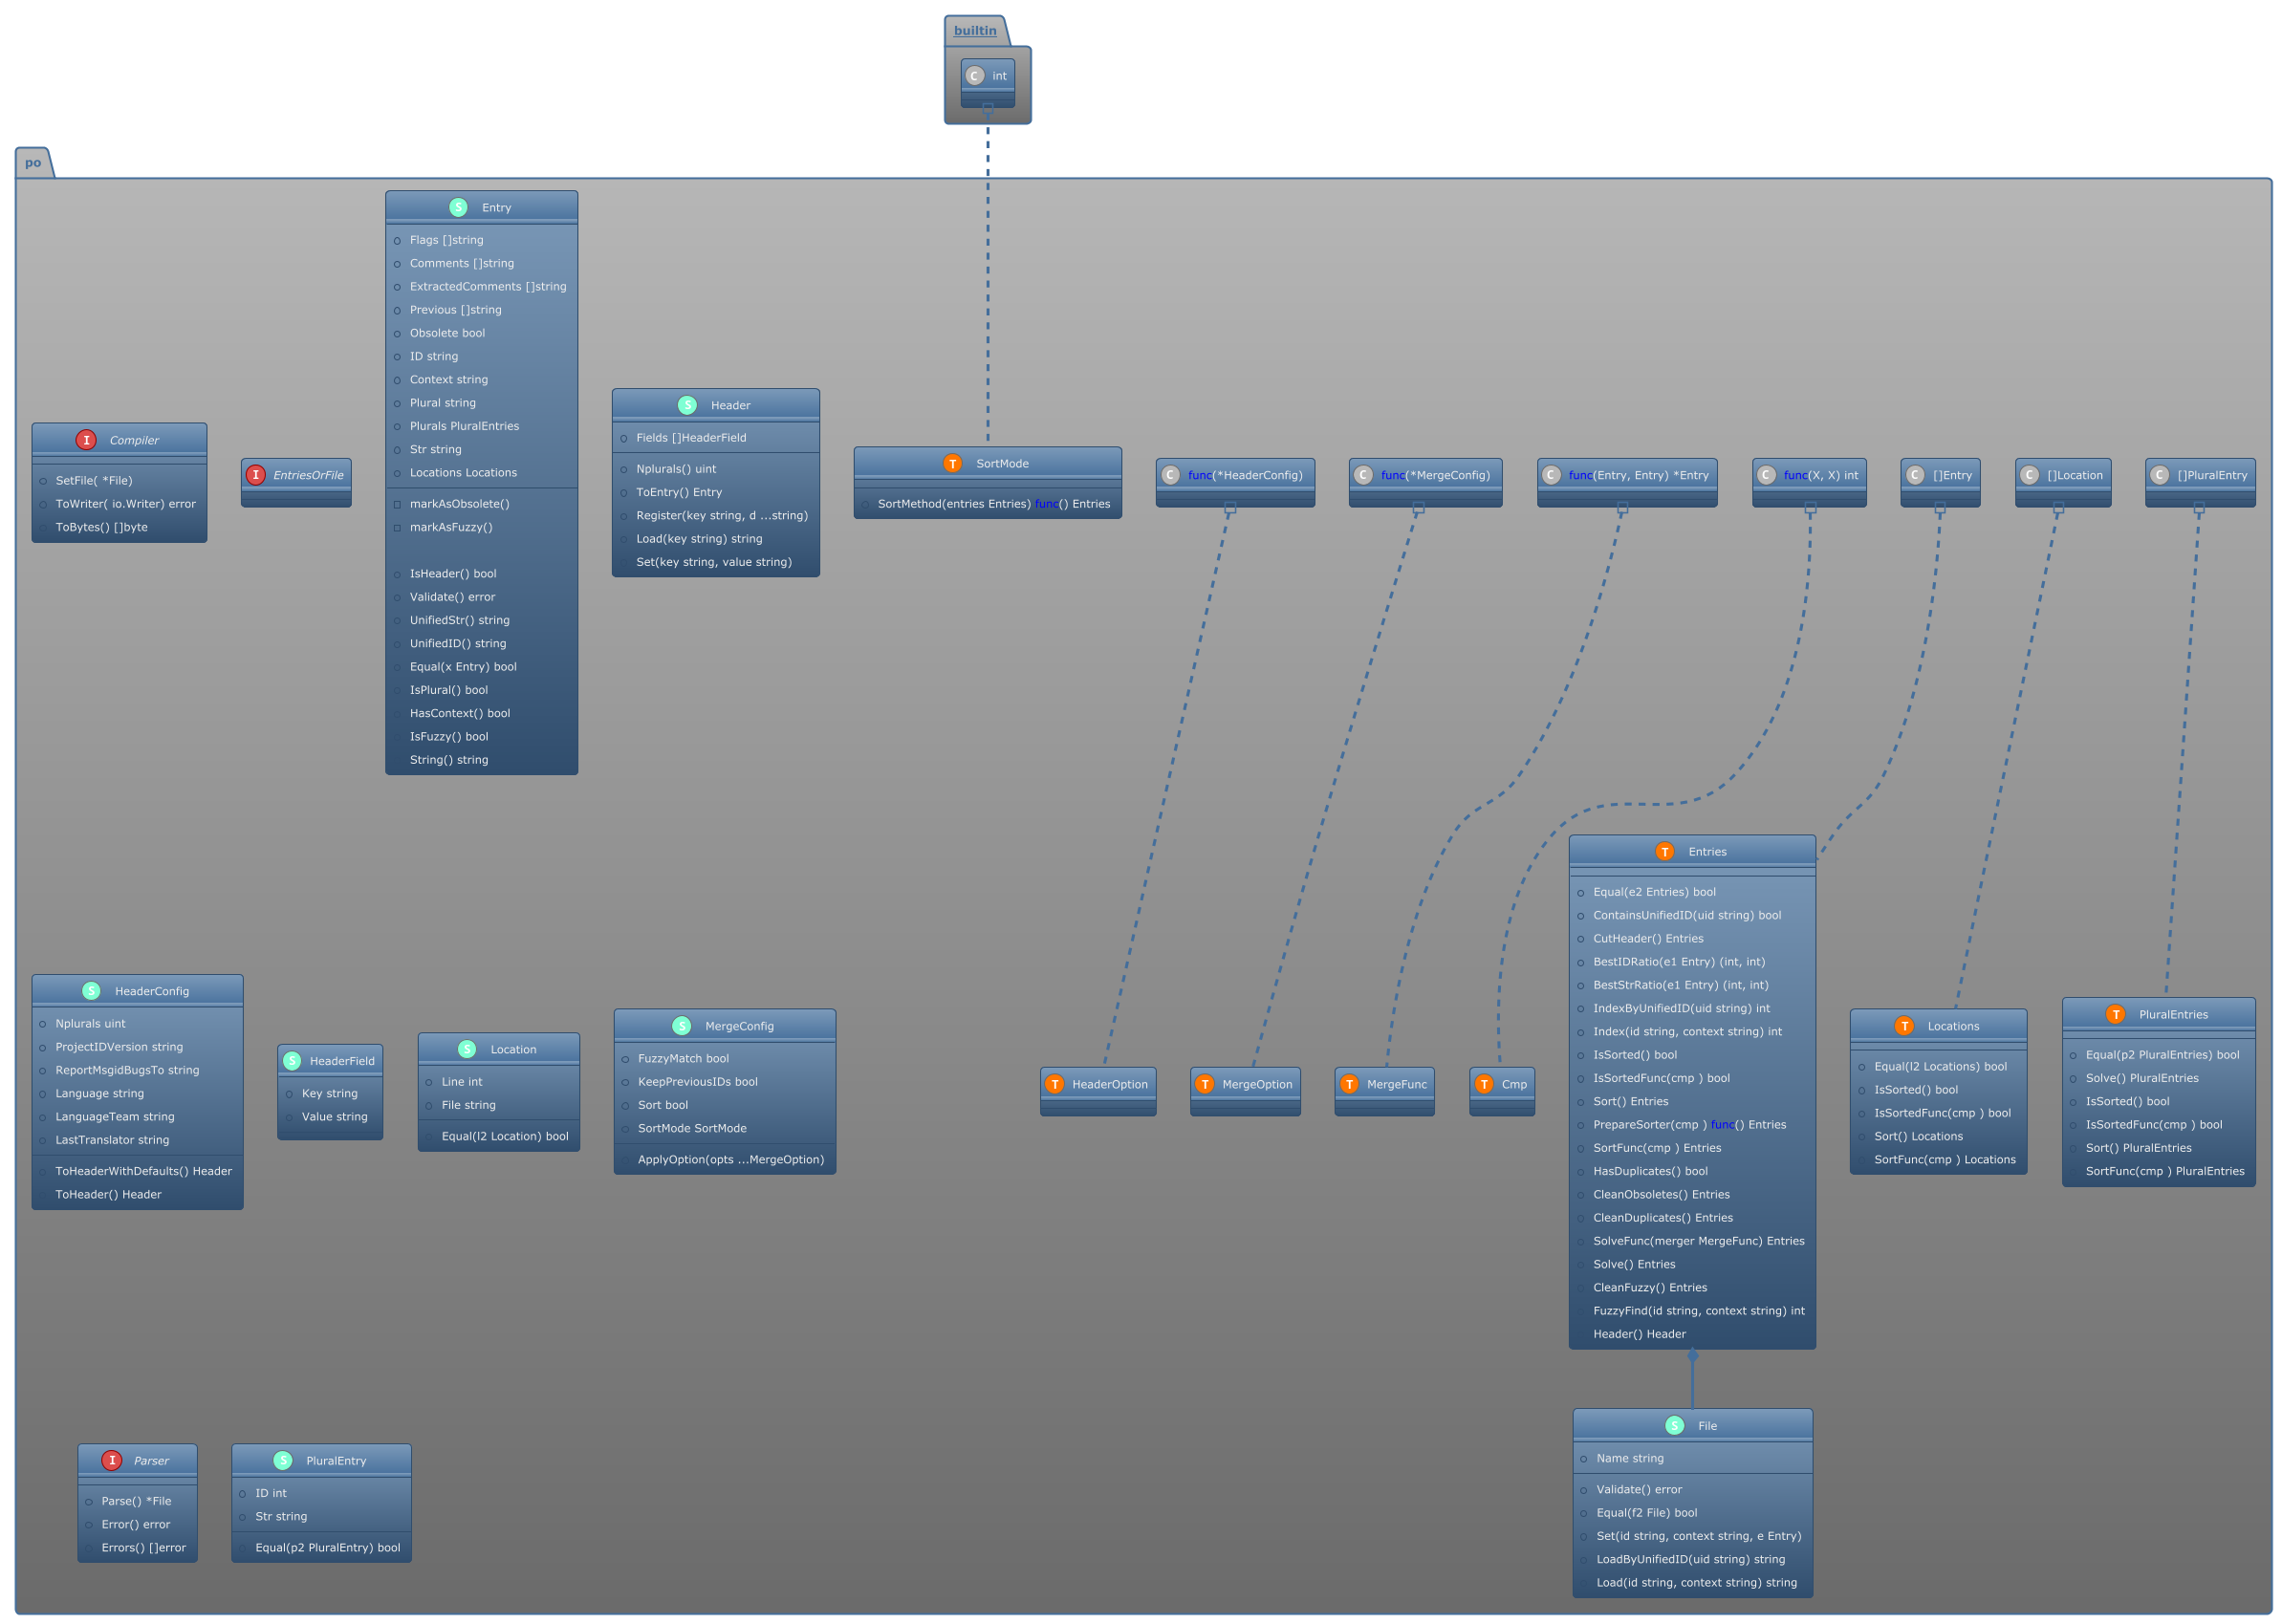 builtin
C int
po
S Entry
Flags []string
Comments []string
ExtractedComments []string
Previous []string
Obsolete bool
ID string
Context string
Plural string
Plurals PluralEntries
Str string
Locations Locations
markAsObsolete()
markAsFuzzy()
IsHeader() bool
Validate() error
UnifiedStr() string
UnifiedID() string
Equal(x Entry) bool
IsPlural() bool
HasContext() bool
IsFuzzy() bool
String() string
I Compiler
SetFile( *File)
ToWriter( io.Writer) error
ToBytes() []byte
I EntriesOrFile
S Header
Fields []HeaderField
Nplurals() uint
ToEntry() Entry
Register(key string, d ...string)
Load(key string) string
Set(key string, value string)
T SortMode
SortMethod(entries Entries) func() Entries
C func(*HeaderConfig)
C func(*MergeConfig)
C func(Entry, Entry) *Entry
C func(X, X) int
C []Entry
C []Location
C []PluralEntry
S HeaderConfig
Nplurals uint
ProjectIDVersion string
ReportMsgidBugsTo string
Language string
LanguageTeam string
LastTranslator string
ToHeaderWithDefaults() Header
ToHeader() Header
S HeaderField
Key string
Value string
S Location
Line int
File string
Equal(l2 Location) bool
S MergeConfig
FuzzyMatch bool
KeepPreviousIDs bool
Sort bool
SortMode SortMode
ApplyOption(opts ...MergeOption)
T HeaderOption
T MergeOption
T MergeFunc
T Cmp
T Entries
Equal(e2 Entries) bool
ContainsUnifiedID(uid string) bool
CutHeader() Entries
BestIDRatio(e1 Entry) (int, int)
BestStrRatio(e1 Entry) (int, int)
IndexByUnifiedID(uid string) int
Index(id string, context string) int
IsSorted() bool
IsSortedFunc(cmp ) bool
Sort() Entries
PrepareSorter(cmp ) func() Entries
SortFunc(cmp ) Entries
HasDuplicates() bool
CleanObsoletes() Entries
CleanDuplicates() Entries
SolveFunc(merger MergeFunc) Entries
Solve() Entries
CleanFuzzy() Entries
FuzzyFind(id string, context string) int
Header() Header
T Locations
Equal(l2 Locations) bool
IsSorted() bool
IsSortedFunc(cmp ) bool
Sort() Locations
SortFunc(cmp ) Locations
T PluralEntries
Equal(p2 PluralEntries) bool
Solve() PluralEntries
IsSorted() bool
IsSortedFunc(cmp ) bool
Sort() PluralEntries
SortFunc(cmp ) PluralEntries
I Parser
Parse() *File
Error() error
Errors() []error
S PluralEntry
ID int
Str string
Equal(p2 PluralEntry) bool
S File
Name string
Validate() error
Equal(f2 File) bool
Set(id string, context string, e Entry)
LoadByUnifiedID(uid string) string
Load(id string, context string) string